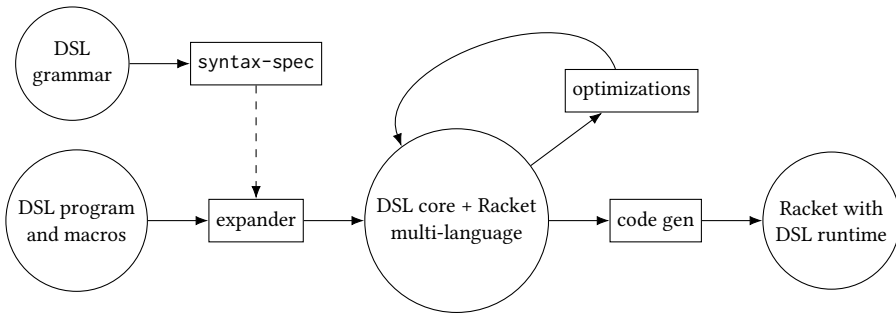 DSL
grammar
syntax-spec
optimizations
DSL program
and macros
expander
DSL core + Racket
multi-language
code gen
Racket with
DSL runtime